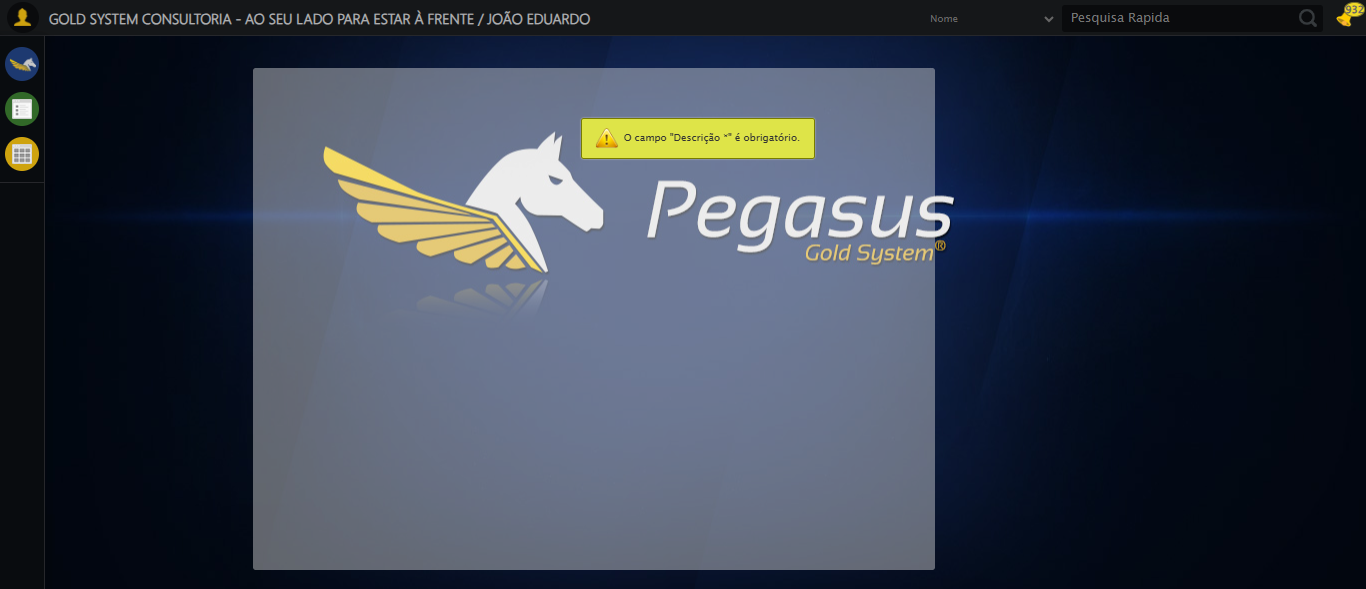 GOLD SYSTEM CONSULTORIA - AO SEU LADO PARA ESTAR À FRENTE / JOÃO EDUARDO
Nome
Pesquisa Rapida
932
O campo "Descrição *" é obrigatório.
Pegasus
Gold System®